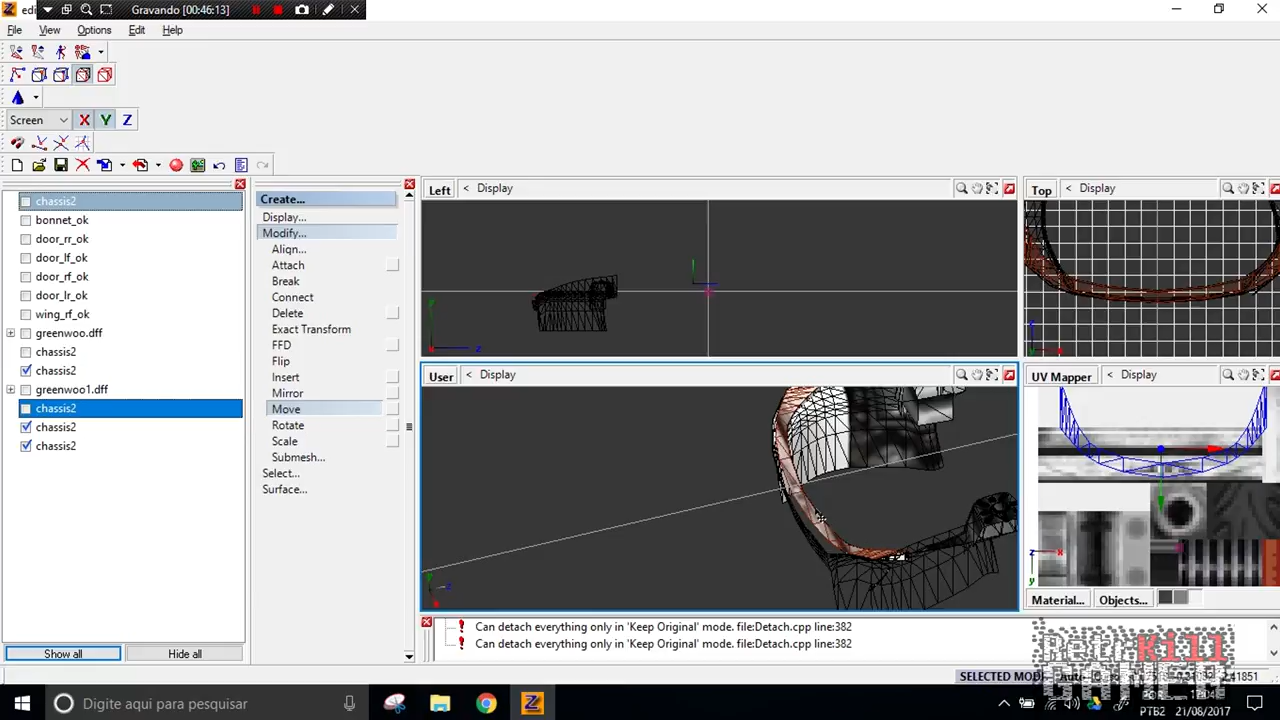 edi
Gravando [00:46:13]
File View Options Edit Help
Screen X Y Z
chassis2
bonnet_ok
door_rr_ok
door_lf_ok
door_rf_ok
door_lr_ok
wing_rf_ok
greenwoo.dff
chassis2
chassis2
greenwoo1.dff
chassis2
chassis2
chassis2
Show all Hide all
Create...
Display...
Modify...
Align...
Attach
Break
Connect
Delete
Exact Transform
FFD
Flip
Insert
Mirror
Move
Rotate
Scale
Submesh...
Select...
Surface...
Left < Display
Top < Display
User < Display
UV Mapper < Display
Material... Objects...
Can detach everything only in 'Keep Original' mode. file:Detach.cpp line:382
Can detach everything only in 'Keep Original' mode. file:Detach.cpp line:382
RetrKill
GAMER
SELECTED MOD
Digite aqui para pesquisar
PTB2 21/08/2017